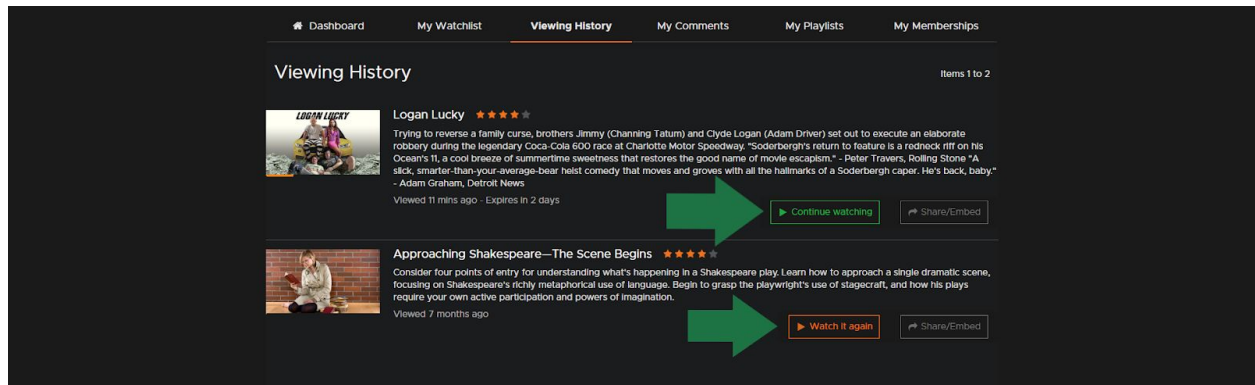 Dashboard
My Watchlist
Viewing History
My Comments
My Playlists
My Memberships
Viewing History
Items 1 to 2
LOGAN LUCKY
Logan Lucky
Trying to reverse a family curse, brothers Jimmy (Channing Tatum) and Clyde Logan (Adam Driver) set out to execute an elaborate
robbery during the legendary Coca-Cola 600 race at Charlotte Motor Speedway. "Soderbergh's return to feature is a redneck riff on his
Ocean's 11, a cool breeze of summertime sweetness that restores the good name of movie escapism." - Peter Travers, Rolling Stone "A
slick, smarter-than-your-average-bear heist comedy that moves and groves with all the hallmarks of a Soderbergh caper. He's back, baby."
- Adam Graham, Detroit News
Viewed 11 mins ago - Expires in 2 days
Continue watching
Share/Embed
Approaching Shakespeare—The Scene Begins
Consider four points of entry for understanding what's happening in a Shakespeare play. Learn how to approach a single dramatic scene,
focusing on Shakespeare's richly metaphorical use of language. Begin to grasp the playwright's use of stagecraft, and how his plays
require your own active participation and powers of imagination.
Viewed 7 months ago
Watch it again
Share/Embed